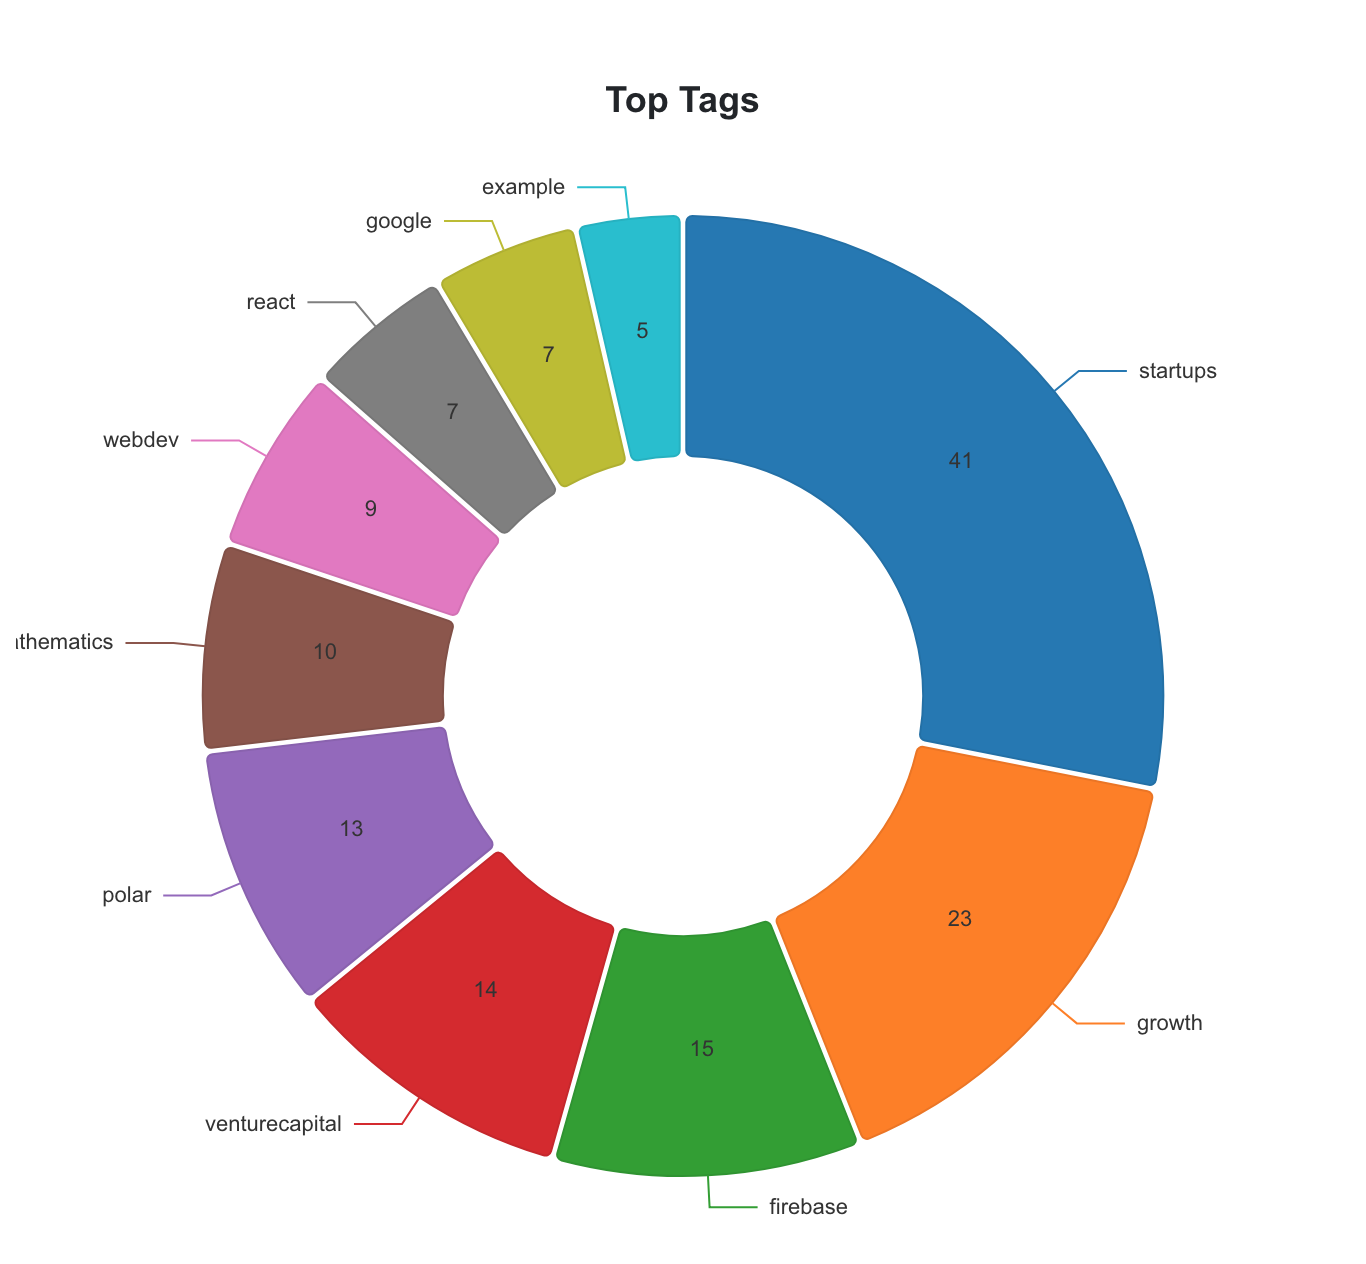 Top Tags
example
google
react
5
7
startups
7
webdev
41
9
thematics
10
polar
13
23
14
growth
15
venturecapital
firebase